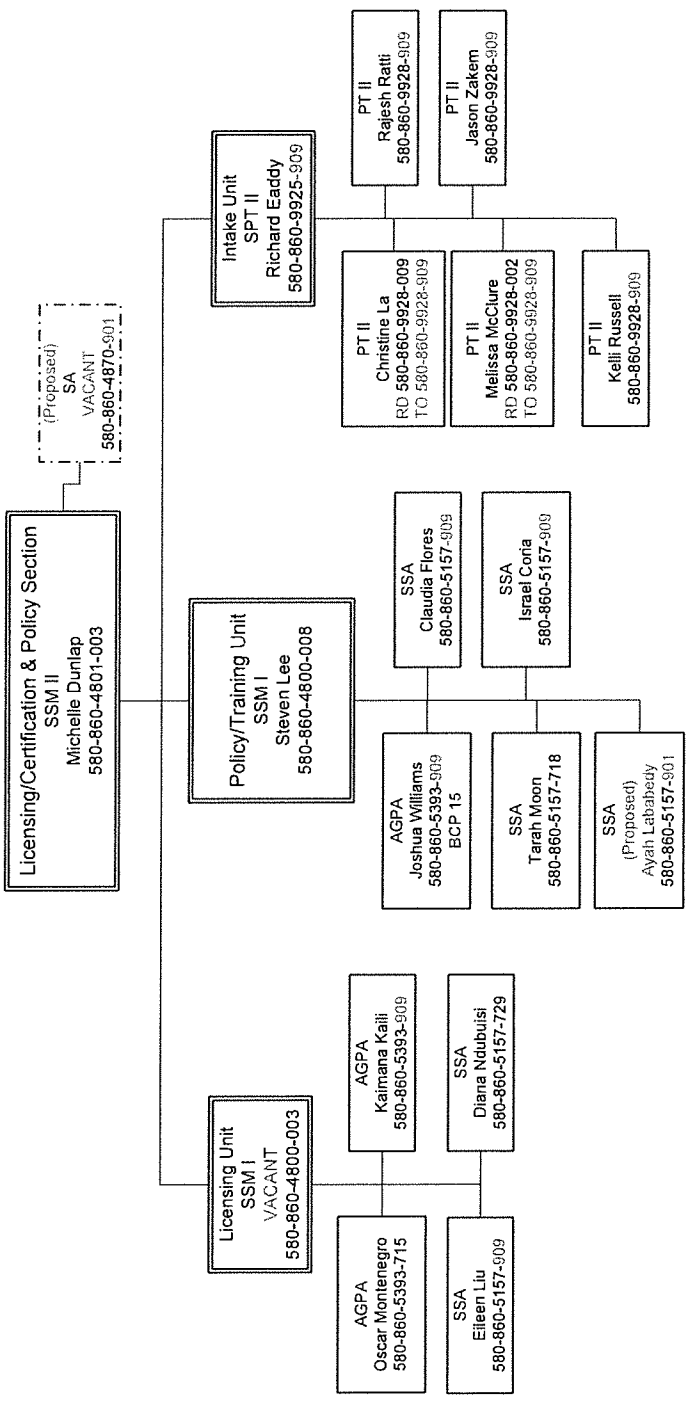 Licensing/Certification & Policy Section
SSM II
Michelle Dunlap
580-860-4801-003
(Proposed)
SA
VACANT
580-860-4870-901
Licensing Unit
SSM I
VACANT
580-860-4800-003
AGPA
Oscar Montenegro
580-860-5393-715
AGPA
Kaimana Kaili
580-860-5393-909
SSA
Eileen Liu
580-860-5157-909
SSA
Diana Ndubuisi
580-860-5157-729
Policy/Training Unit
SSM I
Steven Lee
580-860-4800-008
AGPA
Joshua Williams
580-860-5393-909
BCP 15
SSA
Claudia Flores
580-860-5157-909
SSA
Tarah Moon
580-860-5157-718
SSA
Israel Coria
580-860-5157-909
SSA
(Proposed)
Ayah Lababedy
580-860-5157-901
Intake Unit
SPT II
Richard Eaddy
580-860-9925-909
PT II
Christine La
RD 580-860-9928-009
TO 580-860-9928-909
PT II
Rajesh Ratti
580-860-9928-909
PT II
Melissa McClure
RD 580-860-9928-002
TO 580-860-9928-909
PT II
Jason Zakem
580-860-9928-909
PT II
Kelli Russell
580-860-9928-909